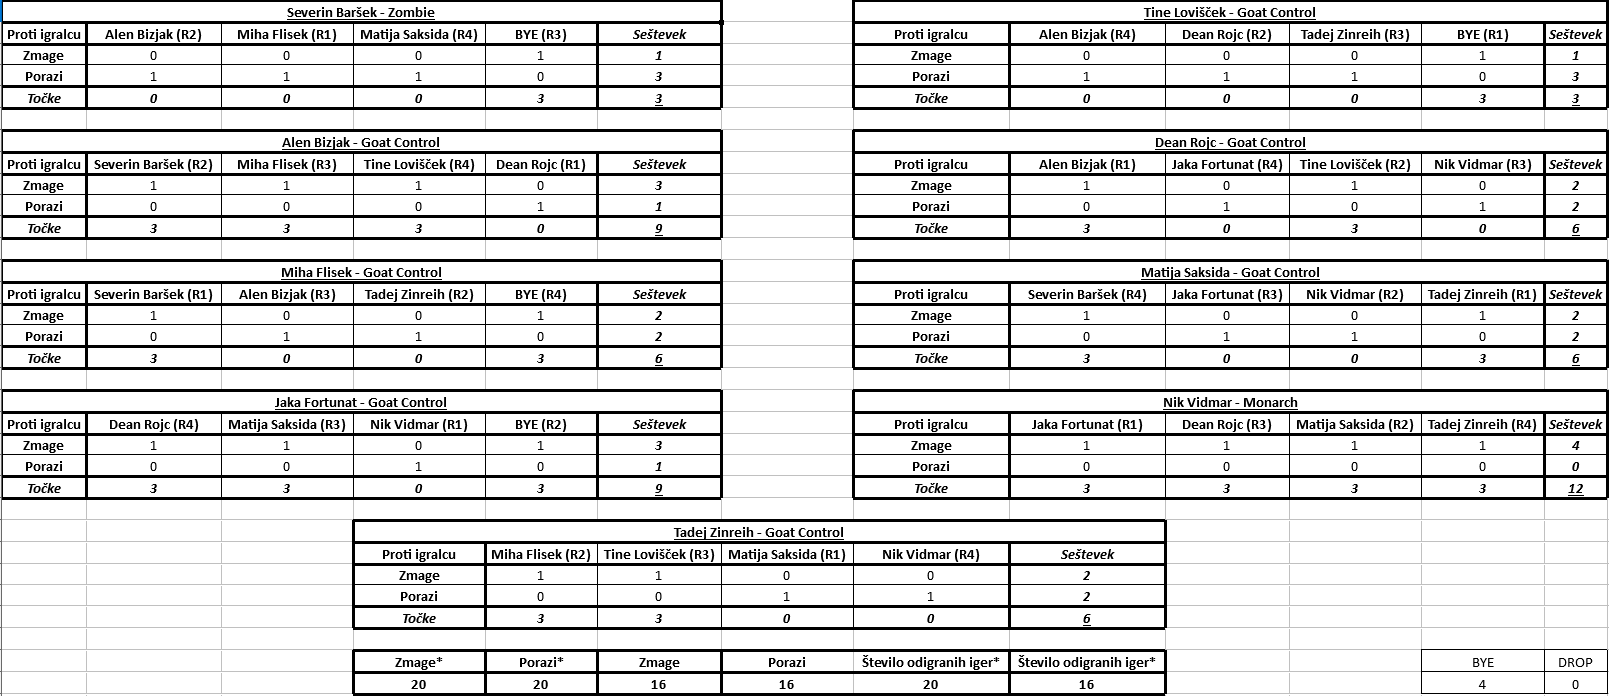 Severin Baršek - Zombie
Proti igralcu Alen Bizjak (R2) Miha Flisek (R1) Matija Saksida (R4) BYE (R3) Seštevek
Zmage 0 0 0 1 1
Porazi 1 1 1 0 3
Točke 0 0 0 3 3
Tine Lovišček - Goat Control
Proti igralcu Alen Bizjak (R4) Dean Rojc (R2) Tadej Zinreih (R3) BYE (R1) Seštevek
Zmage 0 0 0 1 1
Porazi 1 1 1 0 3
Točke 0 0 0 3 3
Alen Bizjak - Goat Control
Proti igralcu Severin Baršek (R2) Miha Flisek (R3) Tine Lovišček (R4) Dean Rojc (R1) Seštevek
Zmage 1 1 1 0 3
Porazi 0 0 0 1 1
Točke 3 3 3 0 9
Dean Rojc - Goat Control
Proti igralcu Alen Bizjak (R1) Jaka Fortunat (R4) Tine Lovišček (R2) Nik Vidmar (R3) Seštevek
Zmage 1 0 1 0 2
Porazi 0 1 0 1 2
Točke 3 0 3 0 6
Miha Flisek - Goat Control
Proti igralcu Severin Baršek (R1) Alen Bizjak (R3) Tadej Zinreih (R2) BYE (R4) Seštevek
Zmage 1 0 0 1 2
Porazi 0 1 1 0 2
Točke 3 0 0 3 6
Matija Saksida - Goat Control
Proti igralcu Severin Baršek (R4) Jaka Fortunat (R3) Nik Vidmar (R2) Tadej Zinreih (R1) Seštevek
Zmage 1 0 0 1 2
Porazi 0 1 1 0 2
Točke 3 0 0 3 6
Jaka Fortunat - Goat Control
Proti igralcu Dean Rojc (R4) Matija Saksida (R3) Nik Vidmar (R1) BYE (R2) Seštevek
Zmage 1 1 0 1 3
Porazi 0 0 1 0 1
Točke 3 3 0 3 9
Nik Vidmar - Monarch
Proti igralcu Jaka Fortunat (R1) Dean Rojc (R3) Matija Saksida (R2) Tadej Zinreih (R4) Seštevek
Zmage 1 1 1 1 4
Porazi 0 0 0 0 0
Točke 3 3 3 3 12
Tadej Zinreih - Goat Control
Proti igralcu Miha Flisek (R2) Tine Lovišček (R3) Matija Saksida (R1) Nik Vidmar (R4) Seštevek
Zmage 1 1 0 0 2
Porazi 0 0 1 1 2
Točke 3 3 0 0 6
Zmage* Porazi* Zmage Porazi Število odigranih iger* Število odigranih iger* BYE DROP
20 20 16 16 20 16 4 0